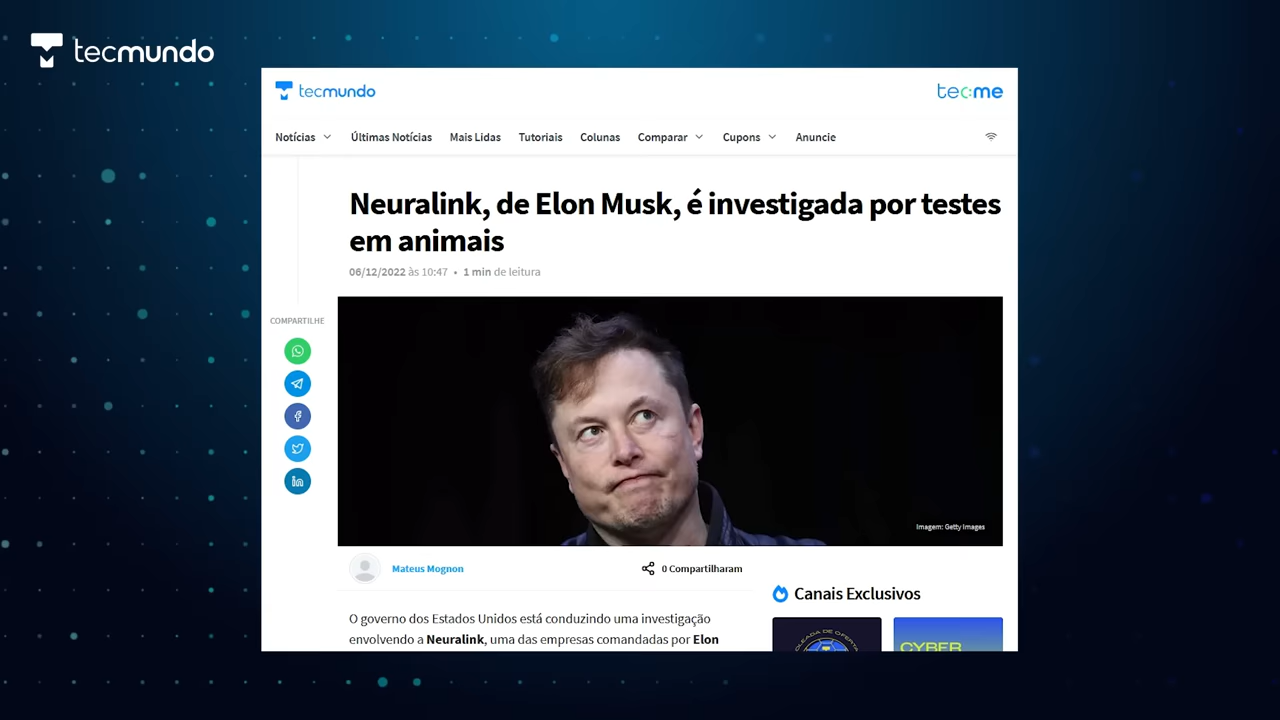 tecmundo
tecmundo
tec:me
Notícias
Últimas Notícias
Mais Lidas
Tutoriais
Colunas
Comparar
Cupons
Anuncie
Neuralink, de Elon Musk, é investigada por testes
em animais
06/12/2022 às 10:47 • 1 min de leitura
COMPARTILHE
Imagem: Getty Images
Mateus Mognon
0 Compartilharam
O governo dos Estados Unidos está conduzindo uma investigação
envolvendo a Neuralink, uma das empresas comandadas por Elon
Canais Exclusivos
CYBER